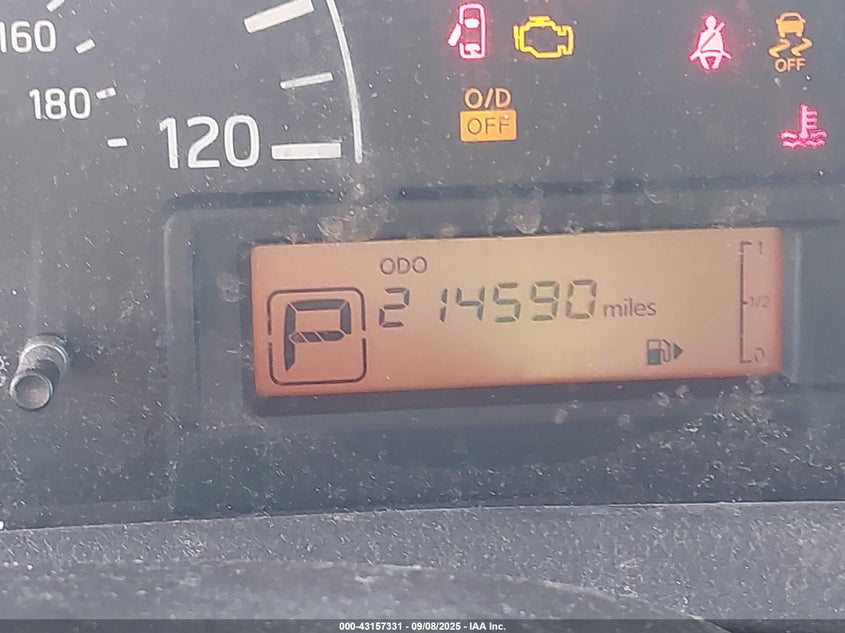 160
180
120
O/D
OFF
OFF
ODO
214590 miles
P
1
1/2
0
000-43157331 - 09/08/2025 - IAA Inc.